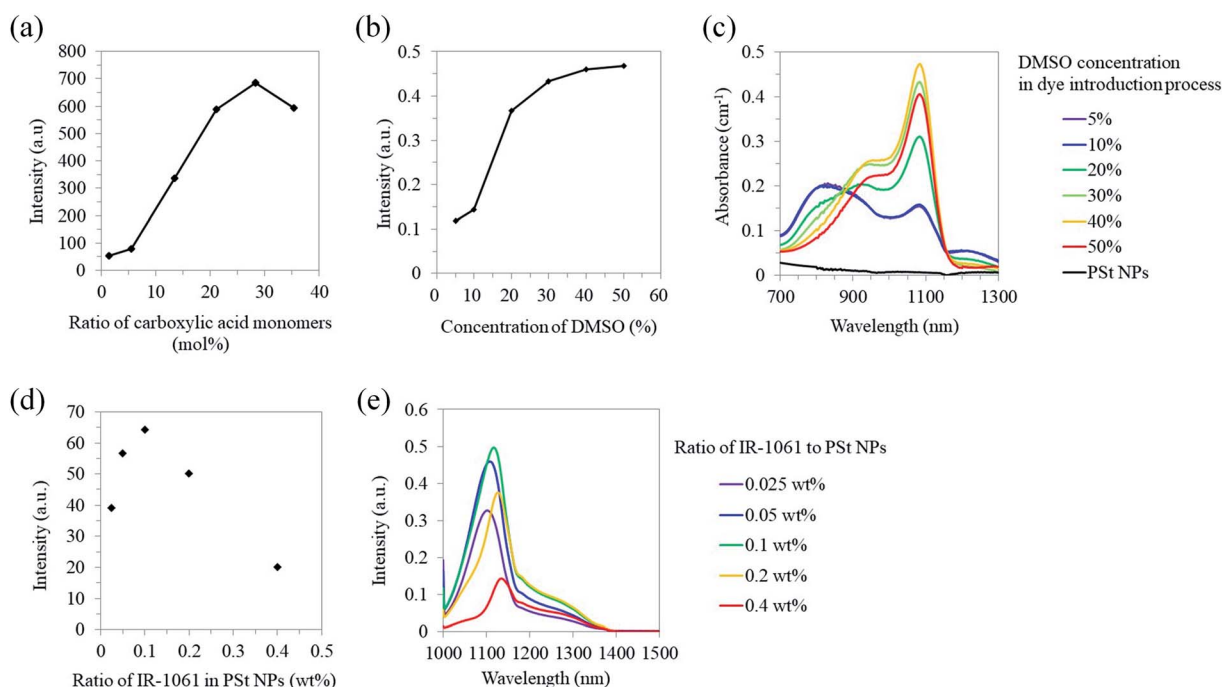 (a)
800
700
600
500
400
300
200
100
0
0 10 20 30 40
Intensity (a.u)
Ratio of carboxylic acid monomers
(mol%)
(b)
0.5
0.4
0.3
0.2
0.1
0
0 10 20 30 40 50 60
Intensity (a.u.)
Concentration of DMSO (%)
(c)
0.5
0.4
0.3
0.2
0.1
0
700 900 1100 1300
Absorbance (cm-1)
Wavelength (nm)
DMSO concentration
in dye introduction process
5%
10%
20%
30%
40%
50%
PSt NPs
(d)
70
60
50
40
30
20
10
0
0 0.1 0.2 0.3 0.4 0.5
Intensity (a.u.)
Ratio of IR-1061 in PSt NPs (wt%)
(e)
0.6
0.5
0.4
0.3
0.2
0.1
0
1000 1100 1200 1300 1400 1500
Intensity (a.u.)
Wavelength (nm)
Ratio of IR-1061 to PSt NPs
0.025 wt%
0.05 wt%
0.1 wt%
0.2 wt%
0.4 wt%